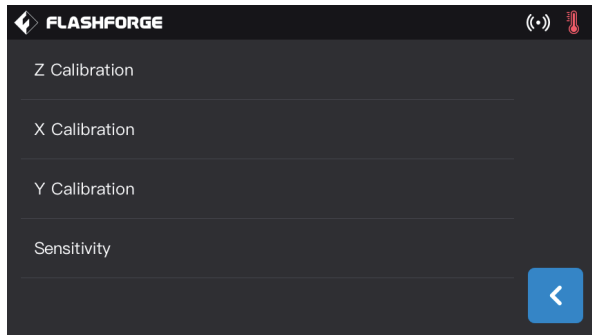 FLASHFORGE
Z Calibration
X Calibration
Y Calibration
Sensitivity